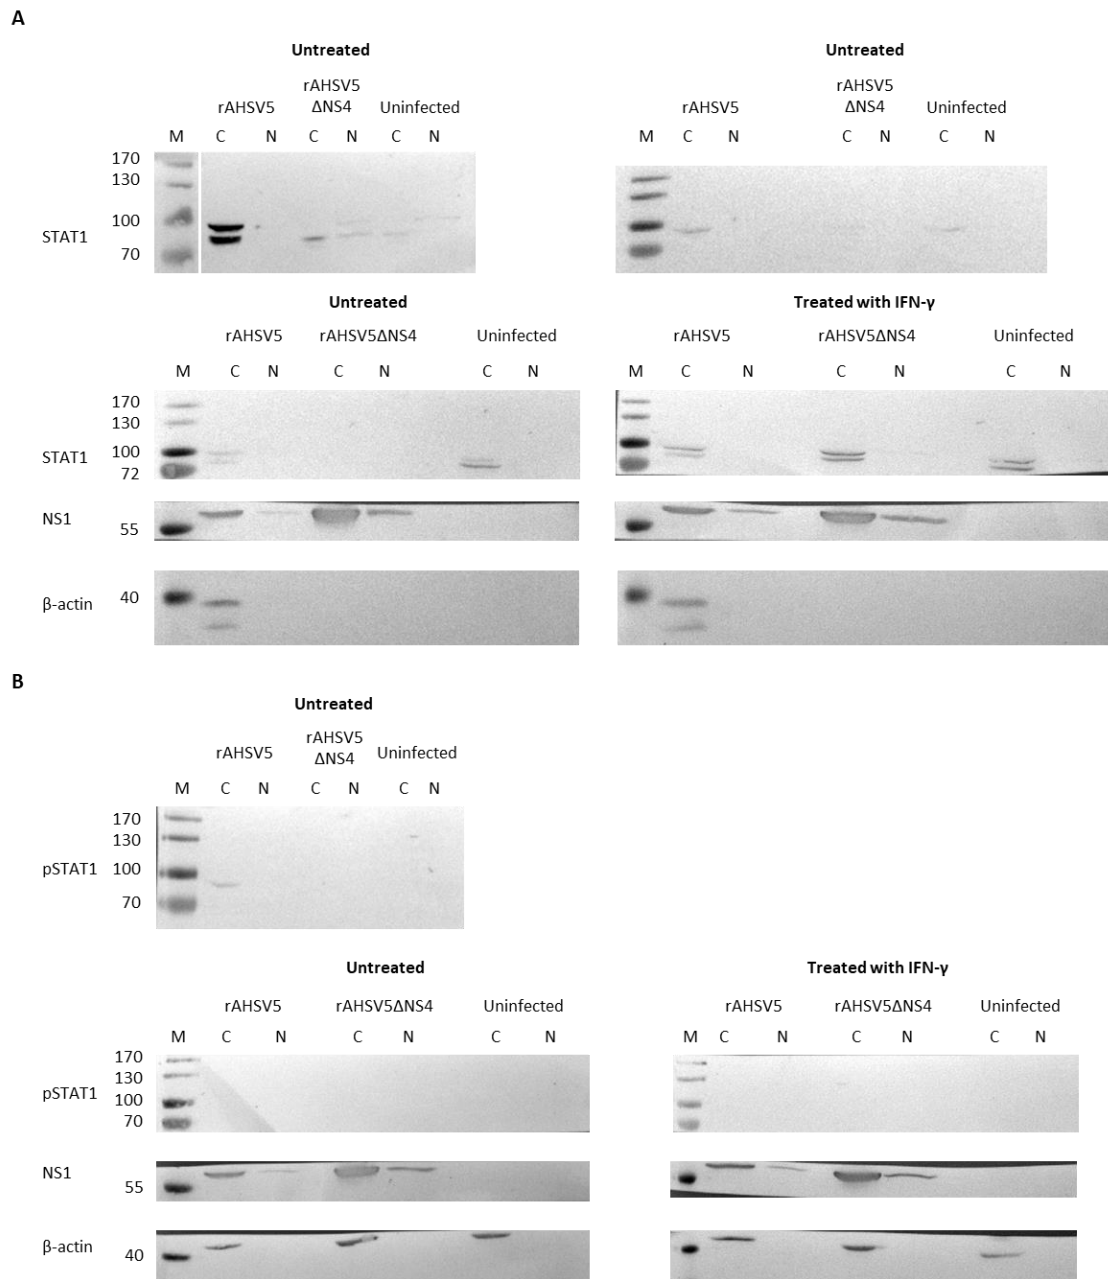 A
Untreated
Untreated
rAHSV5
rAHSV5
ΔNS4
Uninfected
rAHSV5
rAHSV5
ΔNS4
Uninfected
M C N C N C N
M C N C N C N
170
130
100
70
STAT1
Untreated
Treated with IFN-γ
rAHSV5 rAHSV5ΔNS4 Uninfected
rAHSV5 rAHSV5ΔNS4 Uninfected
M C N C N C N
M C N C N C N
170
130
100
72
STAT1
NS1
55
β-actin 40
B
Untreated
rAHSV5
rAHSV5
ΔNS4
Uninfected
M C N C N C N
170
130
pSTAT1 100
70
Untreated
Treated with IFN-γ
rAHSV5 rAHSV5ΔNS4 Uninfected
rAHSV5 rAHSV5ΔNS4 Uninfected
M C N C N C N
M C N C N C N
170
130
pSTAT1
100
70
NS1
55
β-actin
40